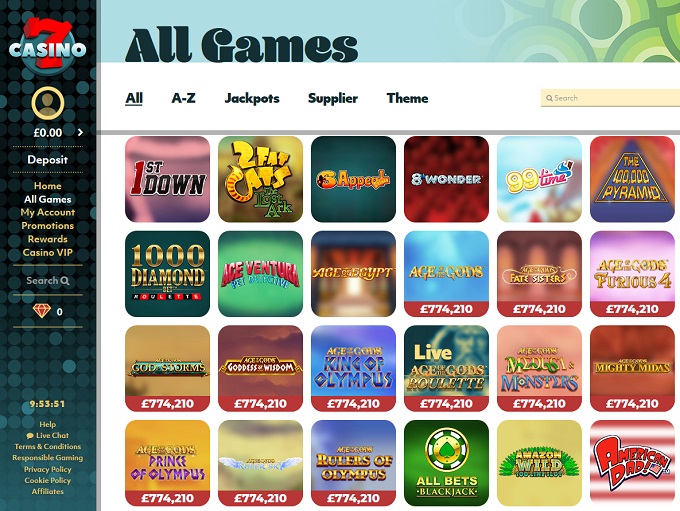 7
CASINO
£0.00 >
Deposit
Home
All Games
My Account
Promotions
Rewards
Casino VIP
Search
0
9:53:51
Help
Live Chat
Terms & Conditions
Responsible Gaming
Privacy Policy
Cookie Policy
Affiliates
All Games
All A-Z Jackpots Supplier Theme
Search
1ST
DOWN
2 FAT
CATS
The Lost
Ark
$ Appeal
8th WONDER
99
time$
THE
100,000
PYRAMID
1000
DIAMOND
BET
ROULETTE
ACE VENTURA
PET DETECTIVE
AGE OF EGYPT
AGE OF THE GODS
£774,210
AGE OF THE GODS
FATE SISTERS
£774,210
AGE OF THE GODS
FURIOUS 4
£774,210
AGE OF THE GODS
GOD OF STORMS
£774,210
AGE OF THE GODS
GODDESS OF WISDOM
£774,210
AGE OF THE GODS
KING OF
OLYMPUS
£774,210
Live
AGE OF THE GODS
ROULETTE
£774,210
AGE OF THE GODS
MEDUSA &
MONSTERS
£774,210
AGE OF THE GODS
MIGHTY MIDAS
£774,210
AGE OF THE GODS
PRINCE
OF OLYMPUS
£774,210
AGE OF THE GODS
£774,210
AGE OF THE GODS
RULERS OF
OLYMPUS
£774,210
ALL BETS
BLACKJACK
AMAZON
WILD
100 LINE SLOT
AMERICAN
DAD!